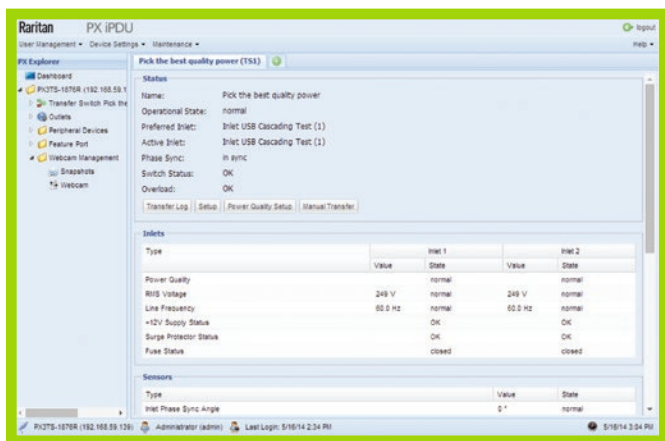 Raritan PX iPDU logout
User Management Device Settings Maintenance Help
PX Explorer
Dashboard
PX3TS-1876R (192.168.59.1
Transfer Switch Pick the
Outlets
Peripheral Devices
Feature Port
Webcam Management
Snapshots
Webcam
Pick the best quality power (TS1)
Status
Name: Pick the best quality power
Operational State: normal
Preferred Inlet: Inlet USB Cascading Test (1)
Active Inlet: Inlet USB Cascading Test (1)
Phase Sync: in sync
Switch Status: OK
Overload: OK
Transfer Log Setup Power Quality Setup Manual Transfer
Inlets
Type Inlet 1 Inlet 2
Value State Value State
Power Quality normal normal
RMS Voltage 249 V normal 249 V normal
Line Frequency 60.0 Hz normal 60.0 Hz normal
+12V Supply Status OK OK
Surge Protector Status OK OK
Fuse Status closed closed
Sensors
Type Value State
Inlet Phase Sync Angle 0 ° normal
PX3TS-1876R (192.168.59.139) Administrator (admin) Last Login: 5/16/14 2:34 PM 5/16/14 3:04 PM